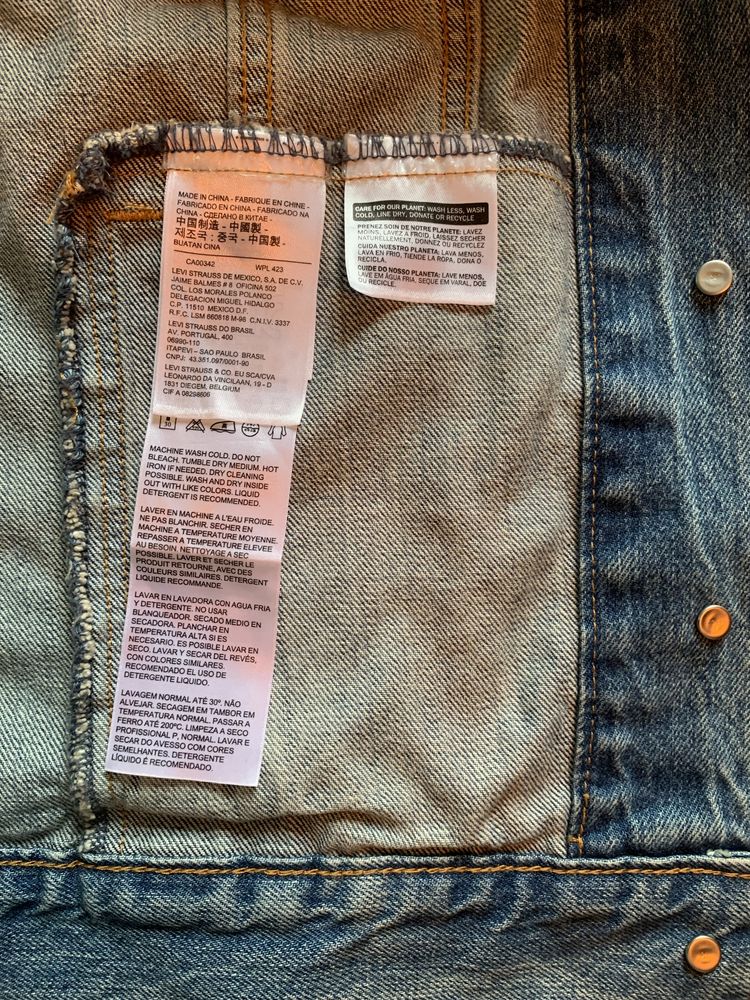 MADE IN CHINA - FABRIQUE EN CHINE -
FABRICADO EN CHINA - FABRICADO NA
CHINA - СДЕЛАНО В КИТАЕ -
中国制造 - 中國製 -
제조국 : 중국 - 中国製 -
BUATAN CINA
CA00342 WPL 423
LEVI STRAUSS DE MEXICO, S.A. DE C.V.
JAIME BALMES # 8 OFICINA 502
COL. LOS MORALES POLANCO
DELEGACION MIGUEL HIDALGO
C.P. 11510 MEXICO D.F.
R.F.C. LSM 860818 M-96 C.N.I.V. 3337
LEVI STRAUSS DO BRASIL
AV. PORTUGAL, 400
06990-110
ITAPEVI – SAO PAULO BRASIL
CNPJ: 43.351.097/0001-90
LEVI STRAUSS & CO. EU SCA/CVA
LEONARDO DA VINCILAAN, 19 - D
1831 DIEGEM, BELGIUM
CIF A 08298606
30
MACHINE WASH COLD. DO NOT
BLEACH. TUMBLE DRY MEDIUM. HOT
IRON IF NEEDED. DRY CLEANING
POSSIBLE. WASH AND DRY INSIDE
OUT WITH LIKE COLORS. LIQUID
DETERGENT IS RECOMMENDED.
LAVER EN MACHINE A L'EAU FROIDE.
NE PAS BLANCHIR. SECHER EN
MACHINE A TEMPERATURE MOYENNE.
REPASSER A TEMPERATURE ELEVEE
AU BESOIN. NETTOYAGE A SEC
POSSIBLE. LAVER ET SECHER LE
PRODUIT RETOURNE, AVEC DES
COULEURS SIMILAIRES. DETERGENT
LIQUIDE RECOMMANDE.
LAVAR EN LAVADORA CON AGUA FRIA
Y DETERGENTE. NO USAR
BLANQUEADOR. SECADO MEDIO EN
SECADORA. PLANCHAR EN
TEMPERATURA ALTA SI ES
NECESARIO. ES POSIBLE LAVAR EN
SECO. LAVAR Y SECAR DEL REVÉS,
CON COLORES SIMILARES.
RECOMENDADO EL USO DE
DETERGENTE LIQUIDO.
LAVAGEM NORMAL ATÉ 30º. NÃO
ALVEJAR. SECAGEM EM TAMBOR EM
TEMPERATURA NORMAL. PASSAR A
FERRO ATÉ 200ºC. LIMPEZA A SECO
PROFISSIONAL P, NORMAL. LAVAR E
SECAR DO AVESSO COM CORES
SEMELHANTES. DETERGENTE
LÍQUIDO É RECOMENDADO.
CARE FOR OUR PLANET: WASH LESS, WASH
COLD, LINE DRY, DONATE OR RECYCLE
PRENEZ SOIN DE NOTRE PLANETE: LAVEZ
MOINS, LAVEZ A FROID, LAISSEZ SECHER
NATURELLEMENT, DONNEZ OU RECYCLEZ
CUIDA NUESTRO PLANETA: LAVA MENOS,
LAVA EN FRIO, TIENDE LA ROPA, DONA O
RECICLA.
CUIDE DO NOSSO PLANETA: LAVE MENOS,
LAVE EM ÁGUA FRIA, SEQUE EM VARAL, DOE
OU RECICLE.